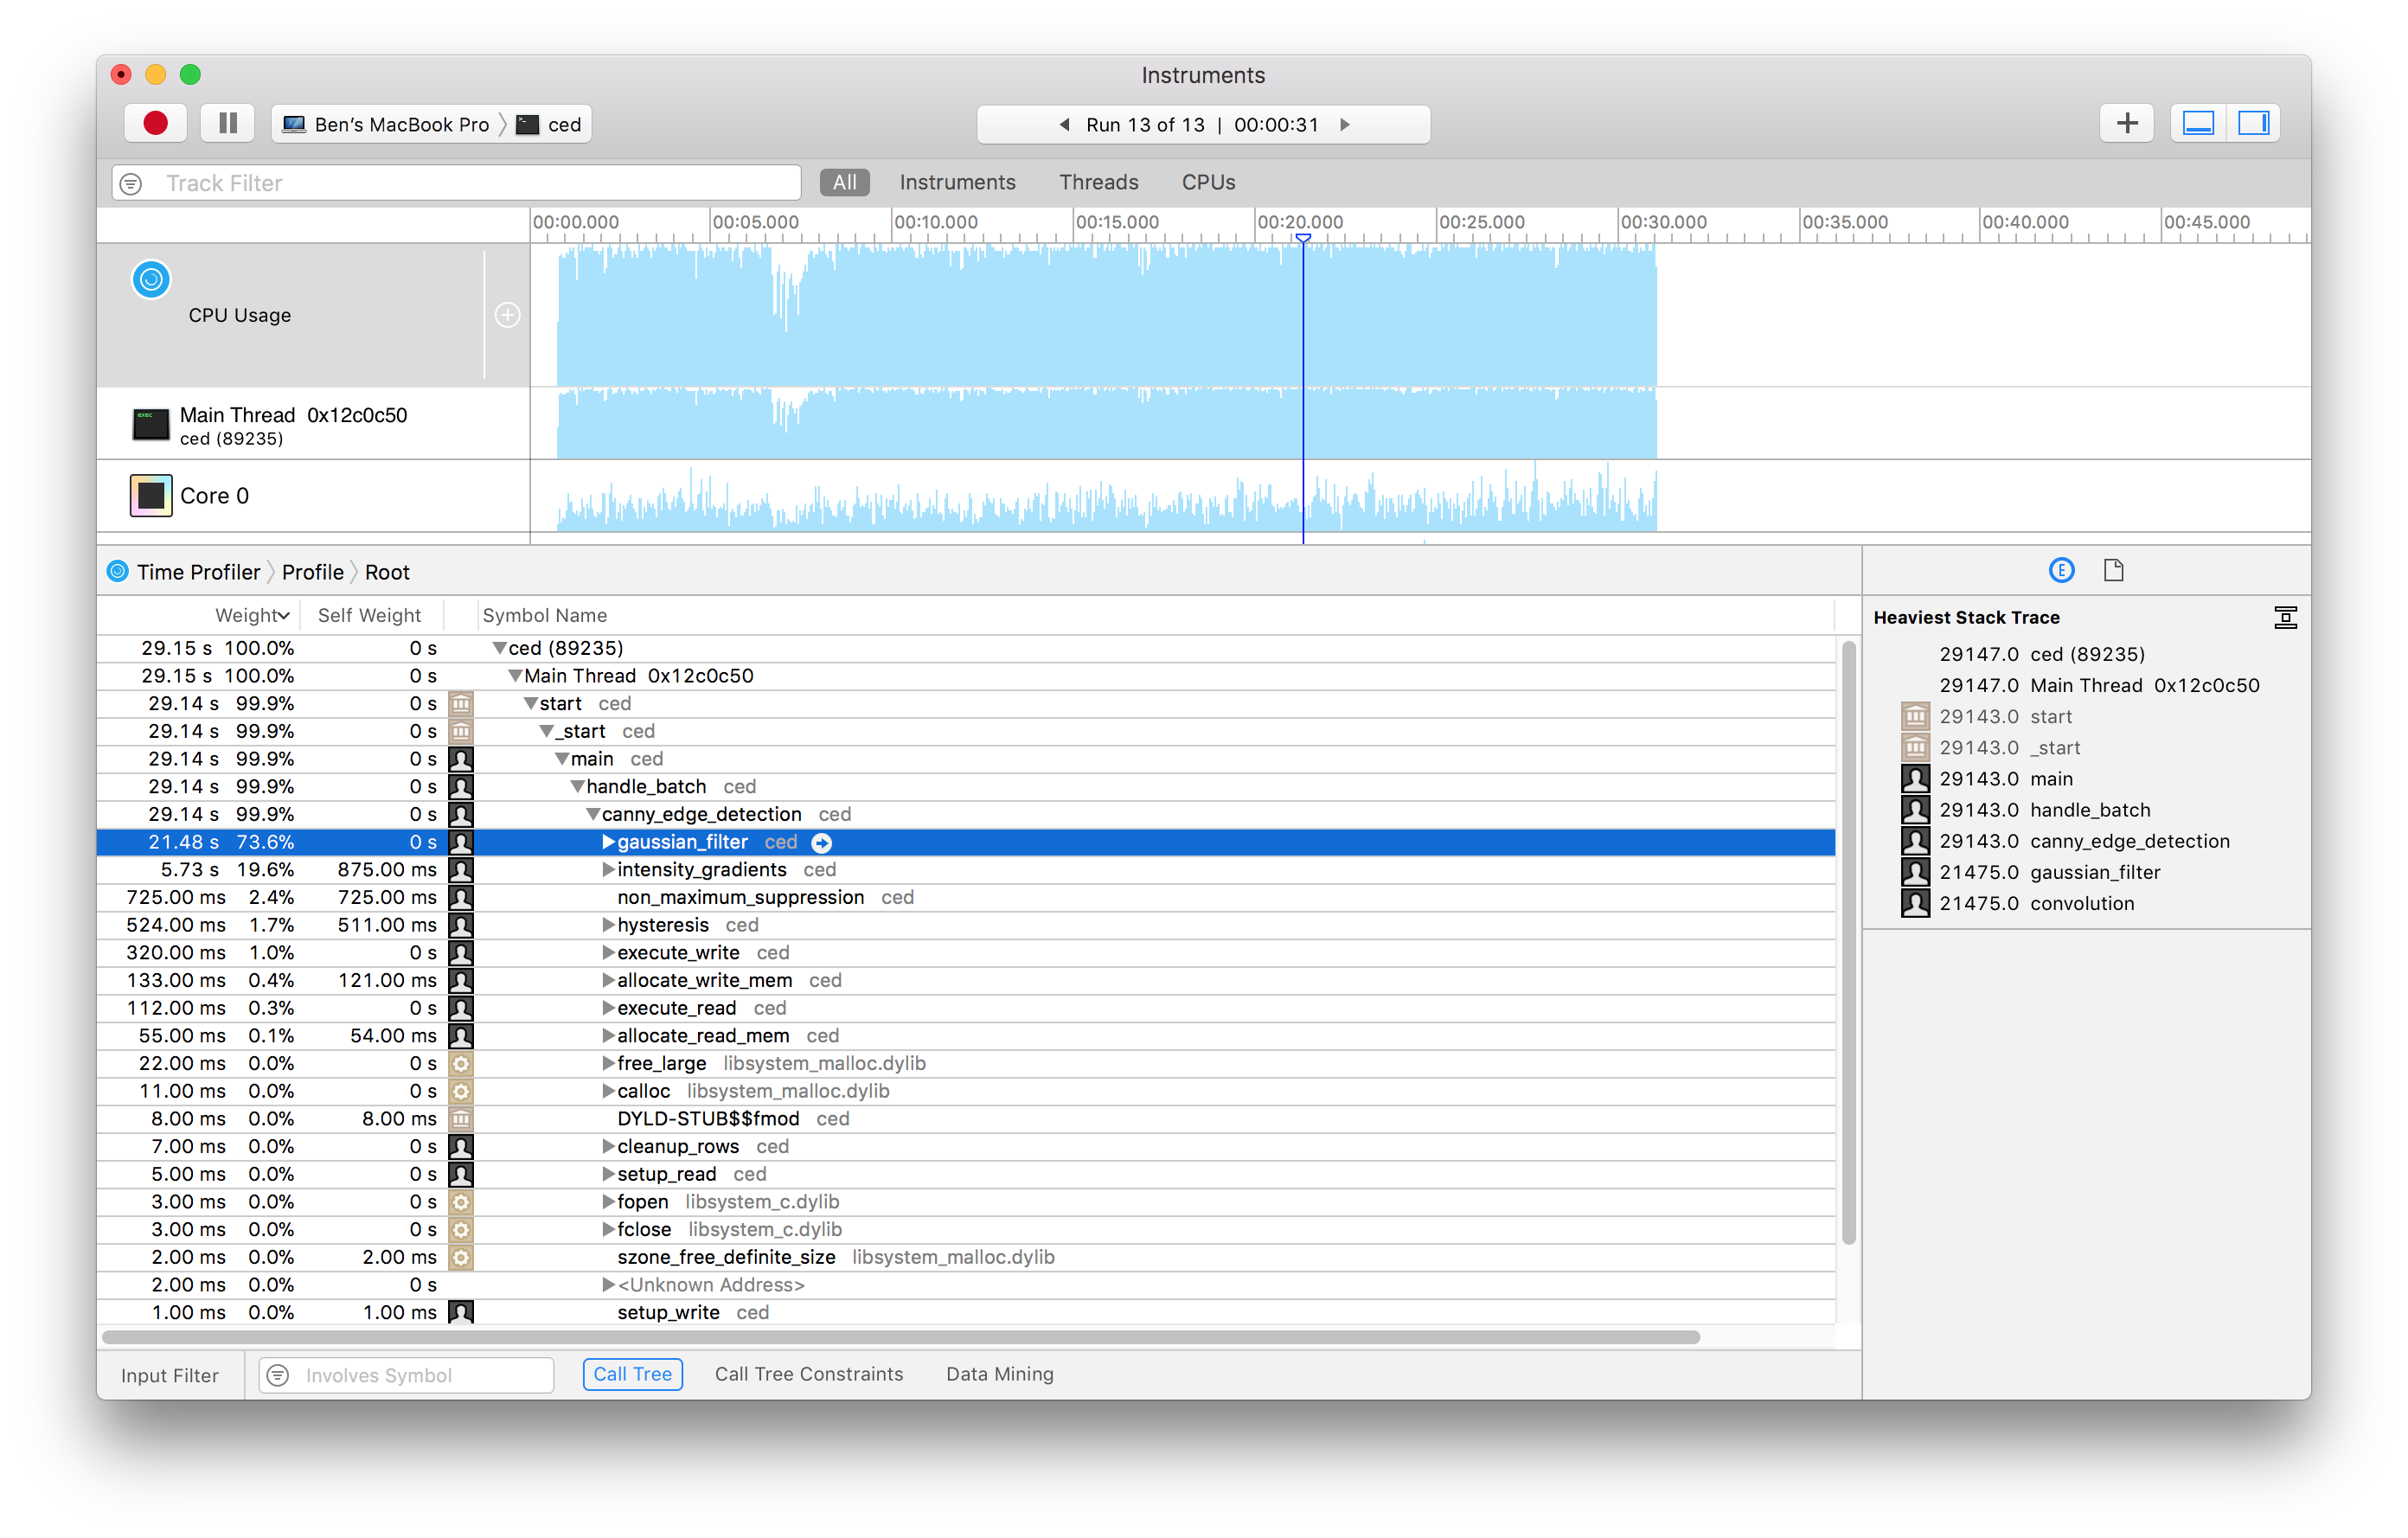 Instruments
Ben’s MacBook Pro ced
Run 13 of 13 | 00:00:31
Track Filter All Instruments Threads CPUs
00:00.000 00:05.000 00:10.000 00:15.000 00:20.000 00:25.000 00:30.000 00:35.000 00:40.000 00:45.000
CPU Usage
exec
Main Thread 0x12c0c50
ced (89235)
Core 0
Time Profiler Profile Root
Weight Self Weight Symbol Name
29.15 s 100.0% 0 s ced (89235)
29.15 s 100.0% 0 s Main Thread 0x12c0c50
29.14 s 99.9% 0 s start ced
29.14 s 99.9% 0 s _start ced
29.14 s 99.9% 0 s main ced
29.14 s 99.9% 0 s handle_batch ced
29.14 s 99.9% 0 s canny_edge_detection ced
21.48 s 73.6% 0 s gaussian_filter ced
5.73 s 19.6% 875.00 ms intensity_gradients ced
725.00 ms 2.4% 725.00 ms non_maximum_suppression ced
524.00 ms 1.7% 511.00 ms hysteresis ced
320.00 ms 1.0% 0 s execute_write ced
133.00 ms 0.4% 121.00 ms allocate_write_mem ced
112.00 ms 0.3% 0 s execute_read ced
55.00 ms 0.1% 54.00 ms allocate_read_mem ced
22.00 ms 0.0% 0 s free_large libsystem_malloc.dylib
11.00 ms 0.0% 0 s calloc libsystem_malloc.dylib
8.00 ms 0.0% 8.00 ms DYLD-STUB$$fmod ced
7.00 ms 0.0% 0 s cleanup_rows ced
5.00 ms 0.0% 0 s setup_read ced
3.00 ms 0.0% 0 s fopen libsystem_c.dylib
3.00 ms 0.0% 0 s fclose libsystem_c.dylib
2.00 ms 0.0% 2.00 ms szone_free_definite_size libsystem_malloc.dylib
2.00 ms 0.0% 0 s <Unknown Address>
1.00 ms 0.0% 1.00 ms setup_write ced
Input Filter Involves Symbol Call Tree Call Tree Constraints Data Mining
E
Heaviest Stack Trace
29147.0 ced (89235)
29147.0 Main Thread 0x12c0c50
29143.0 start
29143.0 _start
29143.0 main
29143.0 handle_batch
29143.0 canny_edge_detection
21475.0 gaussian_filter
21475.0 convolution